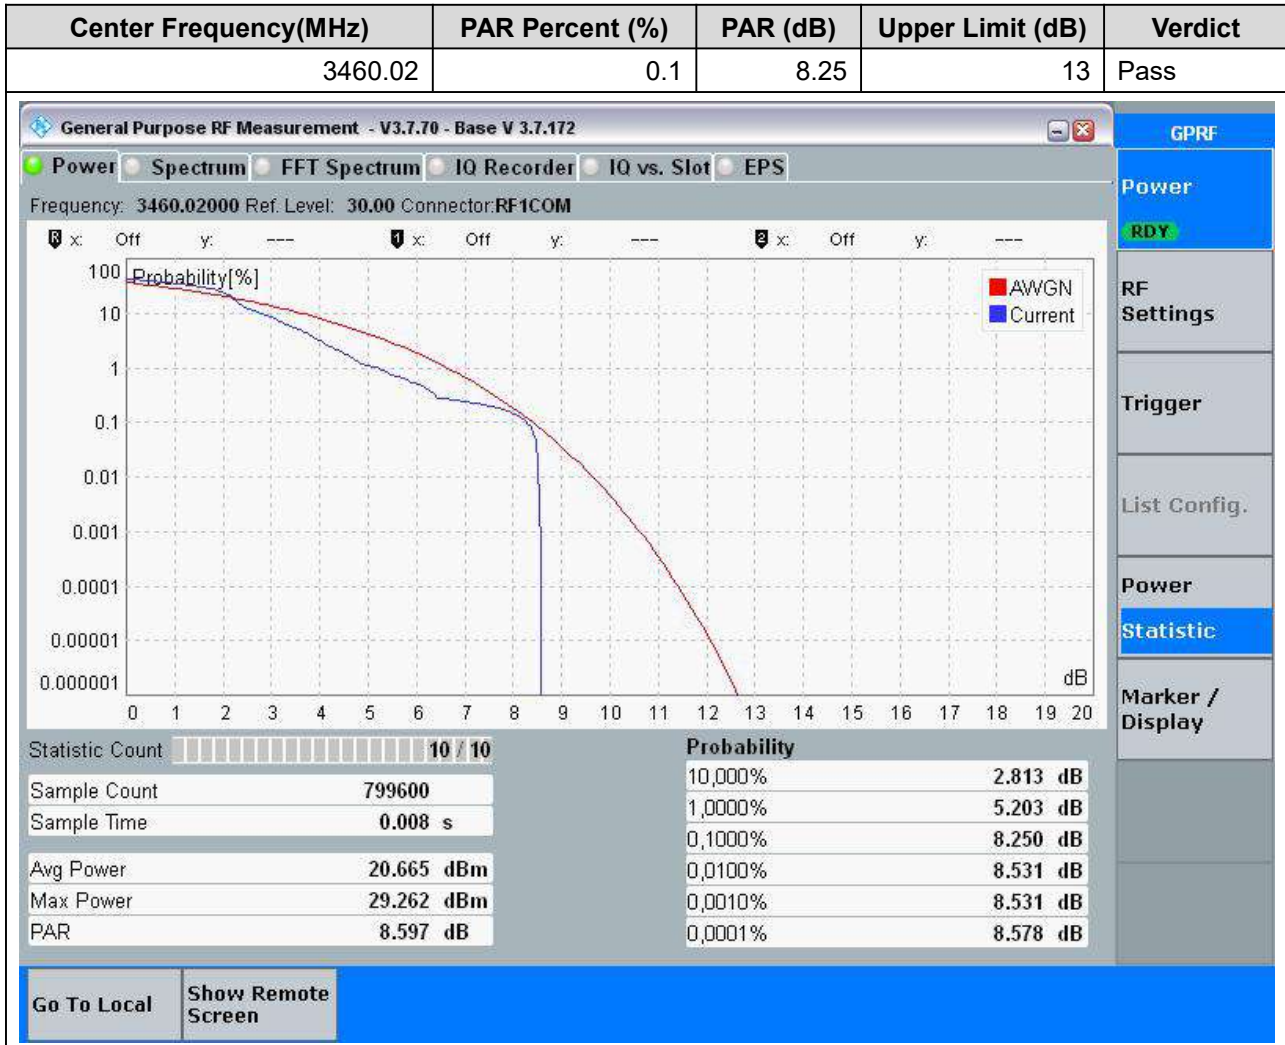 Center Frequency(MHz) PAR Percent (%) PAR (dB) Upper Limit (dB) Verdict
3460.02 0.1 8.25 13 Pass
General Purpose RF Measurement - V3.7.70 - Base V 3.7.172
GPRF
Power Spectrum FFT Spectrum IQ Recorder IQ vs. Slot EPS
Frequency: 3460.02000 Ref. Level: 30.00 Connector:RF1COM
R x: Off y: --- 1 x: Off y: --- 2 x: Off y: ---
Probability[%]
AWGN
Current
100
10
1
0.1
0.01
0.001
0.0001
0.00001
0.000001
dB
0 1 2 3 4 5 6 7 8 9 10 11 12 13 14 15 16 17 18 19 20
Statistic Count 10 / 10
Sample Count 799600
Sample Time 0.008 s
Avg Power 20.665 dBm
Max Power 29.262 dBm
PAR 8.597 dB
Probability
10,000% 2.813 dB
1,0000% 5.203 dB
0,1000% 8.250 dB
0,0100% 8.531 dB
0,0010% 8.531 dB
0,0001% 8.578 dB
Power
RDY
RF
Settings
Trigger
List Config.
Power
Statistic
Marker /
Display
Go To Local
Show Remote
Screen